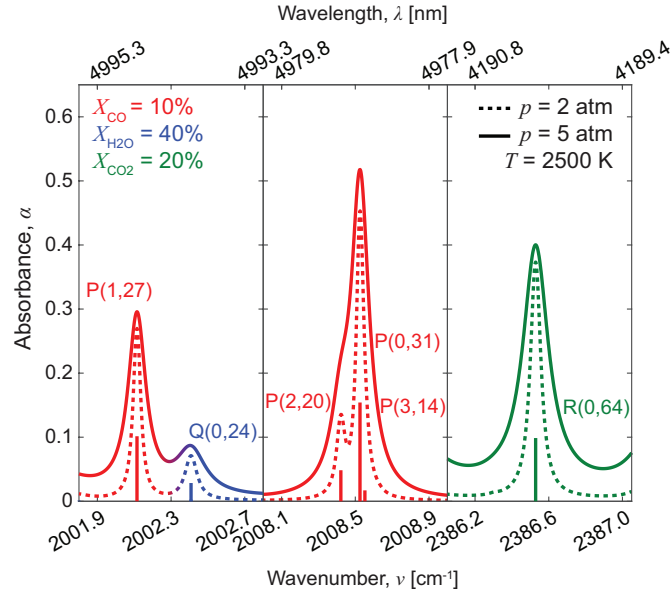 Wavelength, λ [nm]
4995.3 4993.3 4979.8 4977.9 4190.8 4189.4
X_CO = 10%
X_H2O = 40%
X_CO2 = 20%
p = 2 atm
p = 5 atm
T = 2500 K
Absorbance, α
0.6
0.5
0.4
0.3
0.2
0.1
0
P(1,27)
Q(0,24)
P(2,20)
P(0,31)
P(3,14)
R(0,64)
2001.9 2002.3 2002.7 2008.1 2008.5 2008.9 2386.2 2386.6 2387.0
Wavenumber, ν [cm⁻¹]